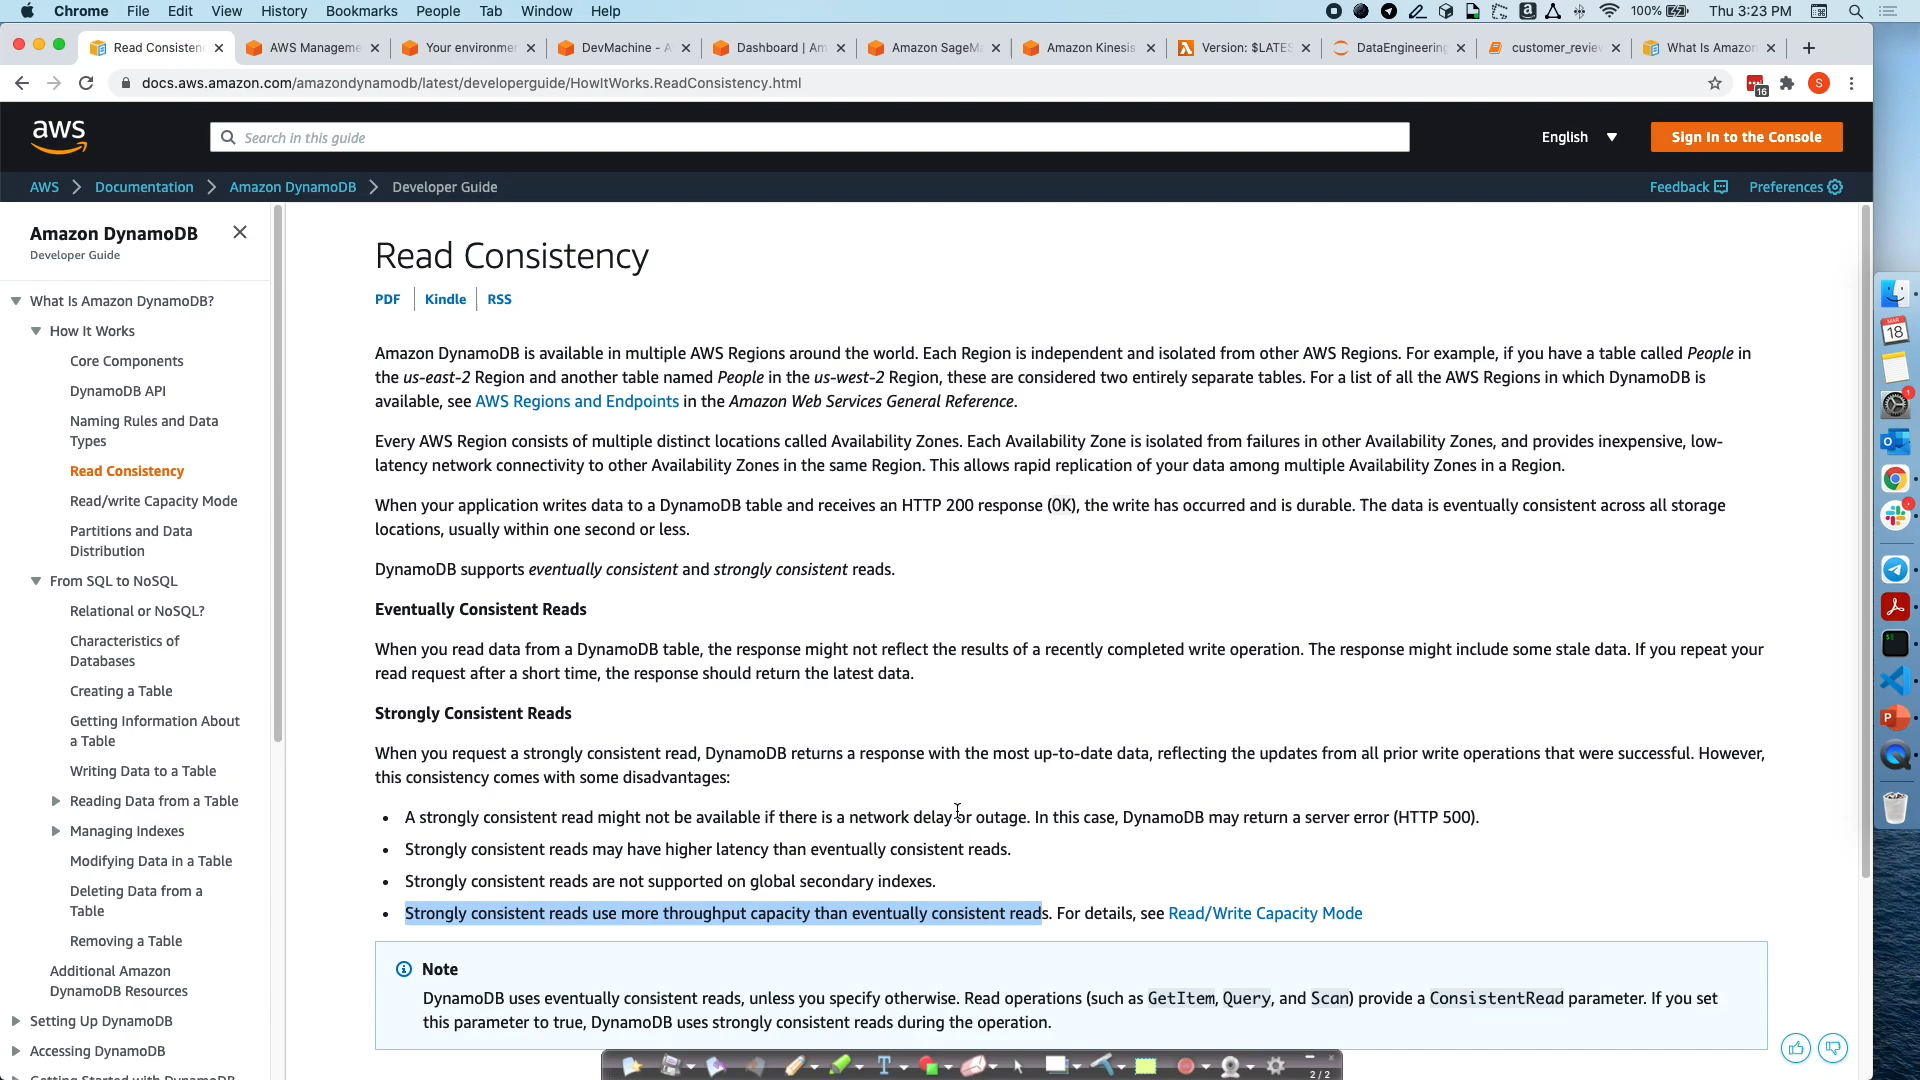 Chrome File Edit View History Bookmarks People Tab Window Help
100% Thu 3:23 PM
Read Consisten AWS Manageme Your environme DevMachine - A Dashboard | Am Amazon SageM Amazon Kinesis Version: $LATES DataEngineering customer_review What Is Amazon
docs.aws.amazon.com/amazondynamodb/latest/developerguide/HowItWorks.ReadConsistency.html
16
S
aws
Search in this guide
English
Sign In to the Console
AWS Documentation Amazon DynamoDB Developer Guide
Feedback Preferences
Amazon DynamoDB
Developer Guide
What Is Amazon DynamoDB?
How It Works
Core Components
DynamoDB API
Naming Rules and Data
Types
Read Consistency
Read/write Capacity Mode
Partitions and Data
Distribution
From SQL to NoSQL
Relational or NoSQL?
Characteristics of
Databases
Creating a Table
Getting Information About
a Table
Writing Data to a Table
Reading Data from a Table
Managing Indexes
Modifying Data in a Table
Deleting Data from a
Table
Removing a Table
Additional Amazon
DynamoDB Resources
Setting Up DynamoDB
Accessing DynamoDB
Getting Started with DynamoDB
Read Consistency
PDF Kindle RSS
Amazon DynamoDB is available in multiple AWS Regions around the world. Each Region is independent and isolated from other AWS Regions. For example, if you have a table called People in
the us-east-2 Region and another table named People in the us-west-2 Region, these are considered two entirely separate tables. For a list of all the AWS Regions in which DynamoDB is
available, see AWS Regions and Endpoints in the Amazon Web Services General Reference.
Every AWS Region consists of multiple distinct locations called Availability Zones. Each Availability Zone is isolated from failures in other Availability Zones, and provides inexpensive, low-
latency network connectivity to other Availability Zones in the same Region. This allows rapid replication of your data among multiple Availability Zones in a Region.
When your application writes data to a DynamoDB table and receives an HTTP 200 response (OK), the write has occurred and is durable. The data is eventually consistent across all storage
locations, usually within one second or less.
DynamoDB supports eventually consistent and strongly consistent reads.
Eventually Consistent Reads
When you read data from a DynamoDB table, the response might not reflect the results of a recently completed write operation. The response might include some stale data. If you repeat your
read request after a short time, the response should return the latest data.
Strongly Consistent Reads
When you request a strongly consistent read, DynamoDB returns a response with the most up-to-date data, reflecting the updates from all prior write operations that were successful. However,
this consistency comes with some disadvantages:
• A strongly consistent read might not be available if there is a network delay or outage. In this case, DynamoDB may return a server error (HTTP 500).
• Strongly consistent reads may have higher latency than eventually consistent reads.
• Strongly consistent reads are not supported on global secondary indexes.
• Strongly consistent reads use more throughput capacity than eventually consistent reads. For details, see Read/Write Capacity Mode
Note
DynamoDB uses eventually consistent reads, unless you specify otherwise. Read operations (such as GetItem, Query, and Scan) provide a ConsistentRead parameter. If you set
this parameter to true, DynamoDB uses strongly consistent reads during the operation.
2/2
MAR
18
1